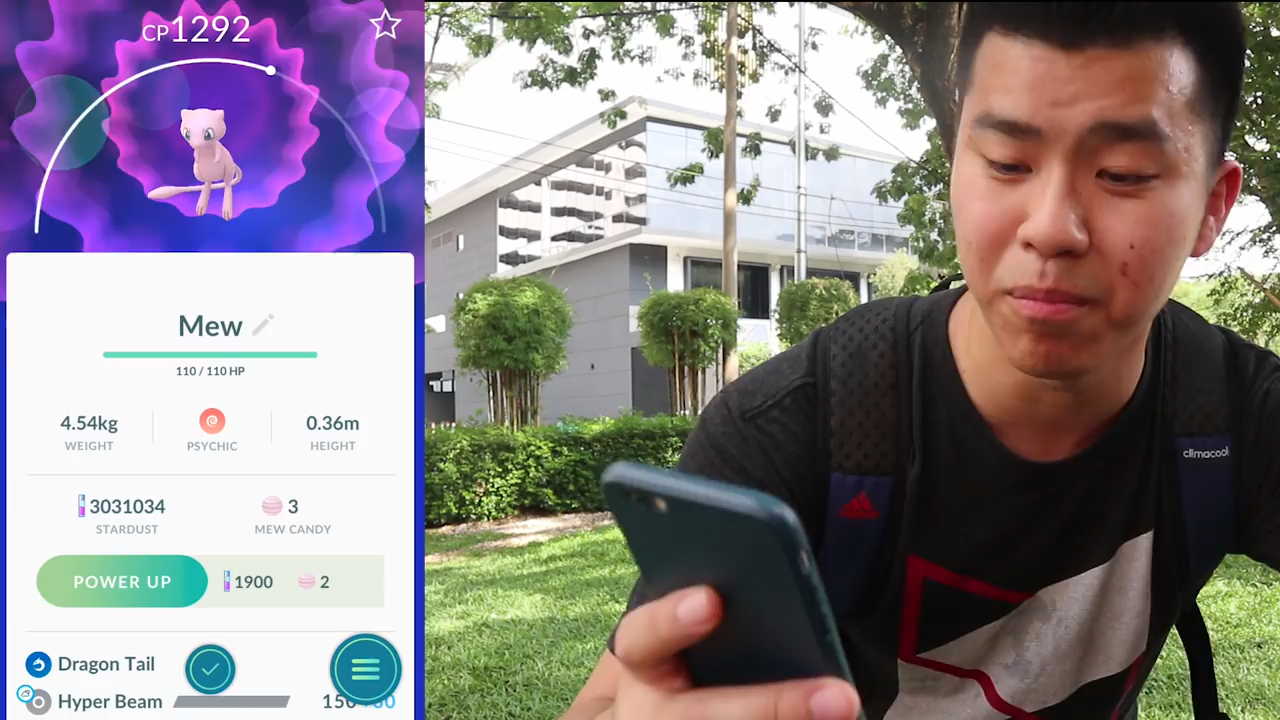 CP1292
Mew
110 / 110 HP
4.54kg
WEIGHT
PSYCHIC
0.36m
HEIGHT
3031034
STARDUST
3
MEW CANDY
POWER UP
1900
2
Dragon Tail
Hyper Beam
150
climacool